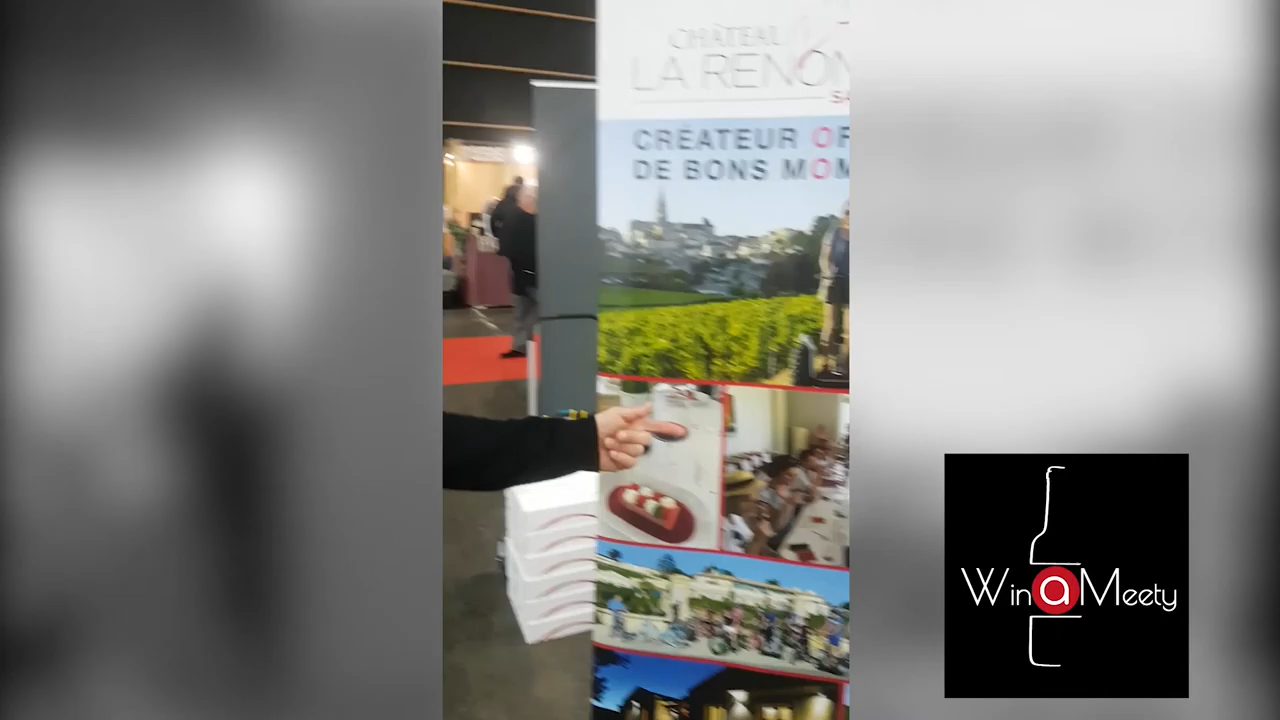 CHÂTEAU
LA RENOM
CRÉATEUR OF
DE BONS MOM
WinaMeety